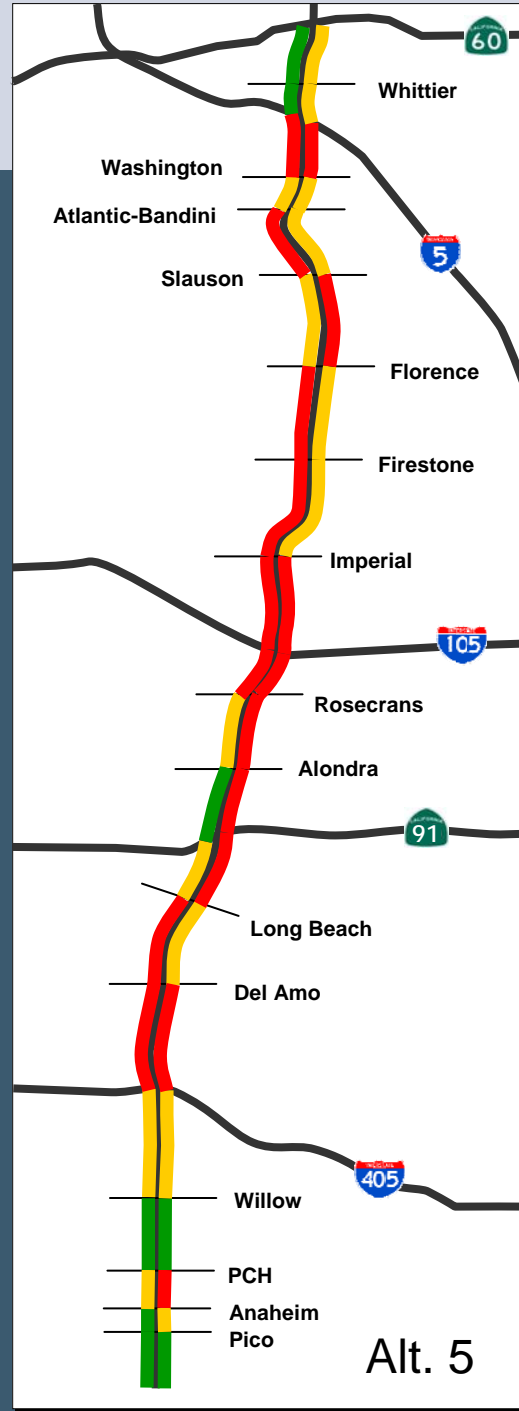 60
Whittier
Washington
Atlantic-Bandini
5
Slauson
Florence
Firestone
Imperial
105
Rosecrans
Alondra
91
Long Beach
Del Amo
405
Willow
PCH
Anaheim
Pico
Alt. 5